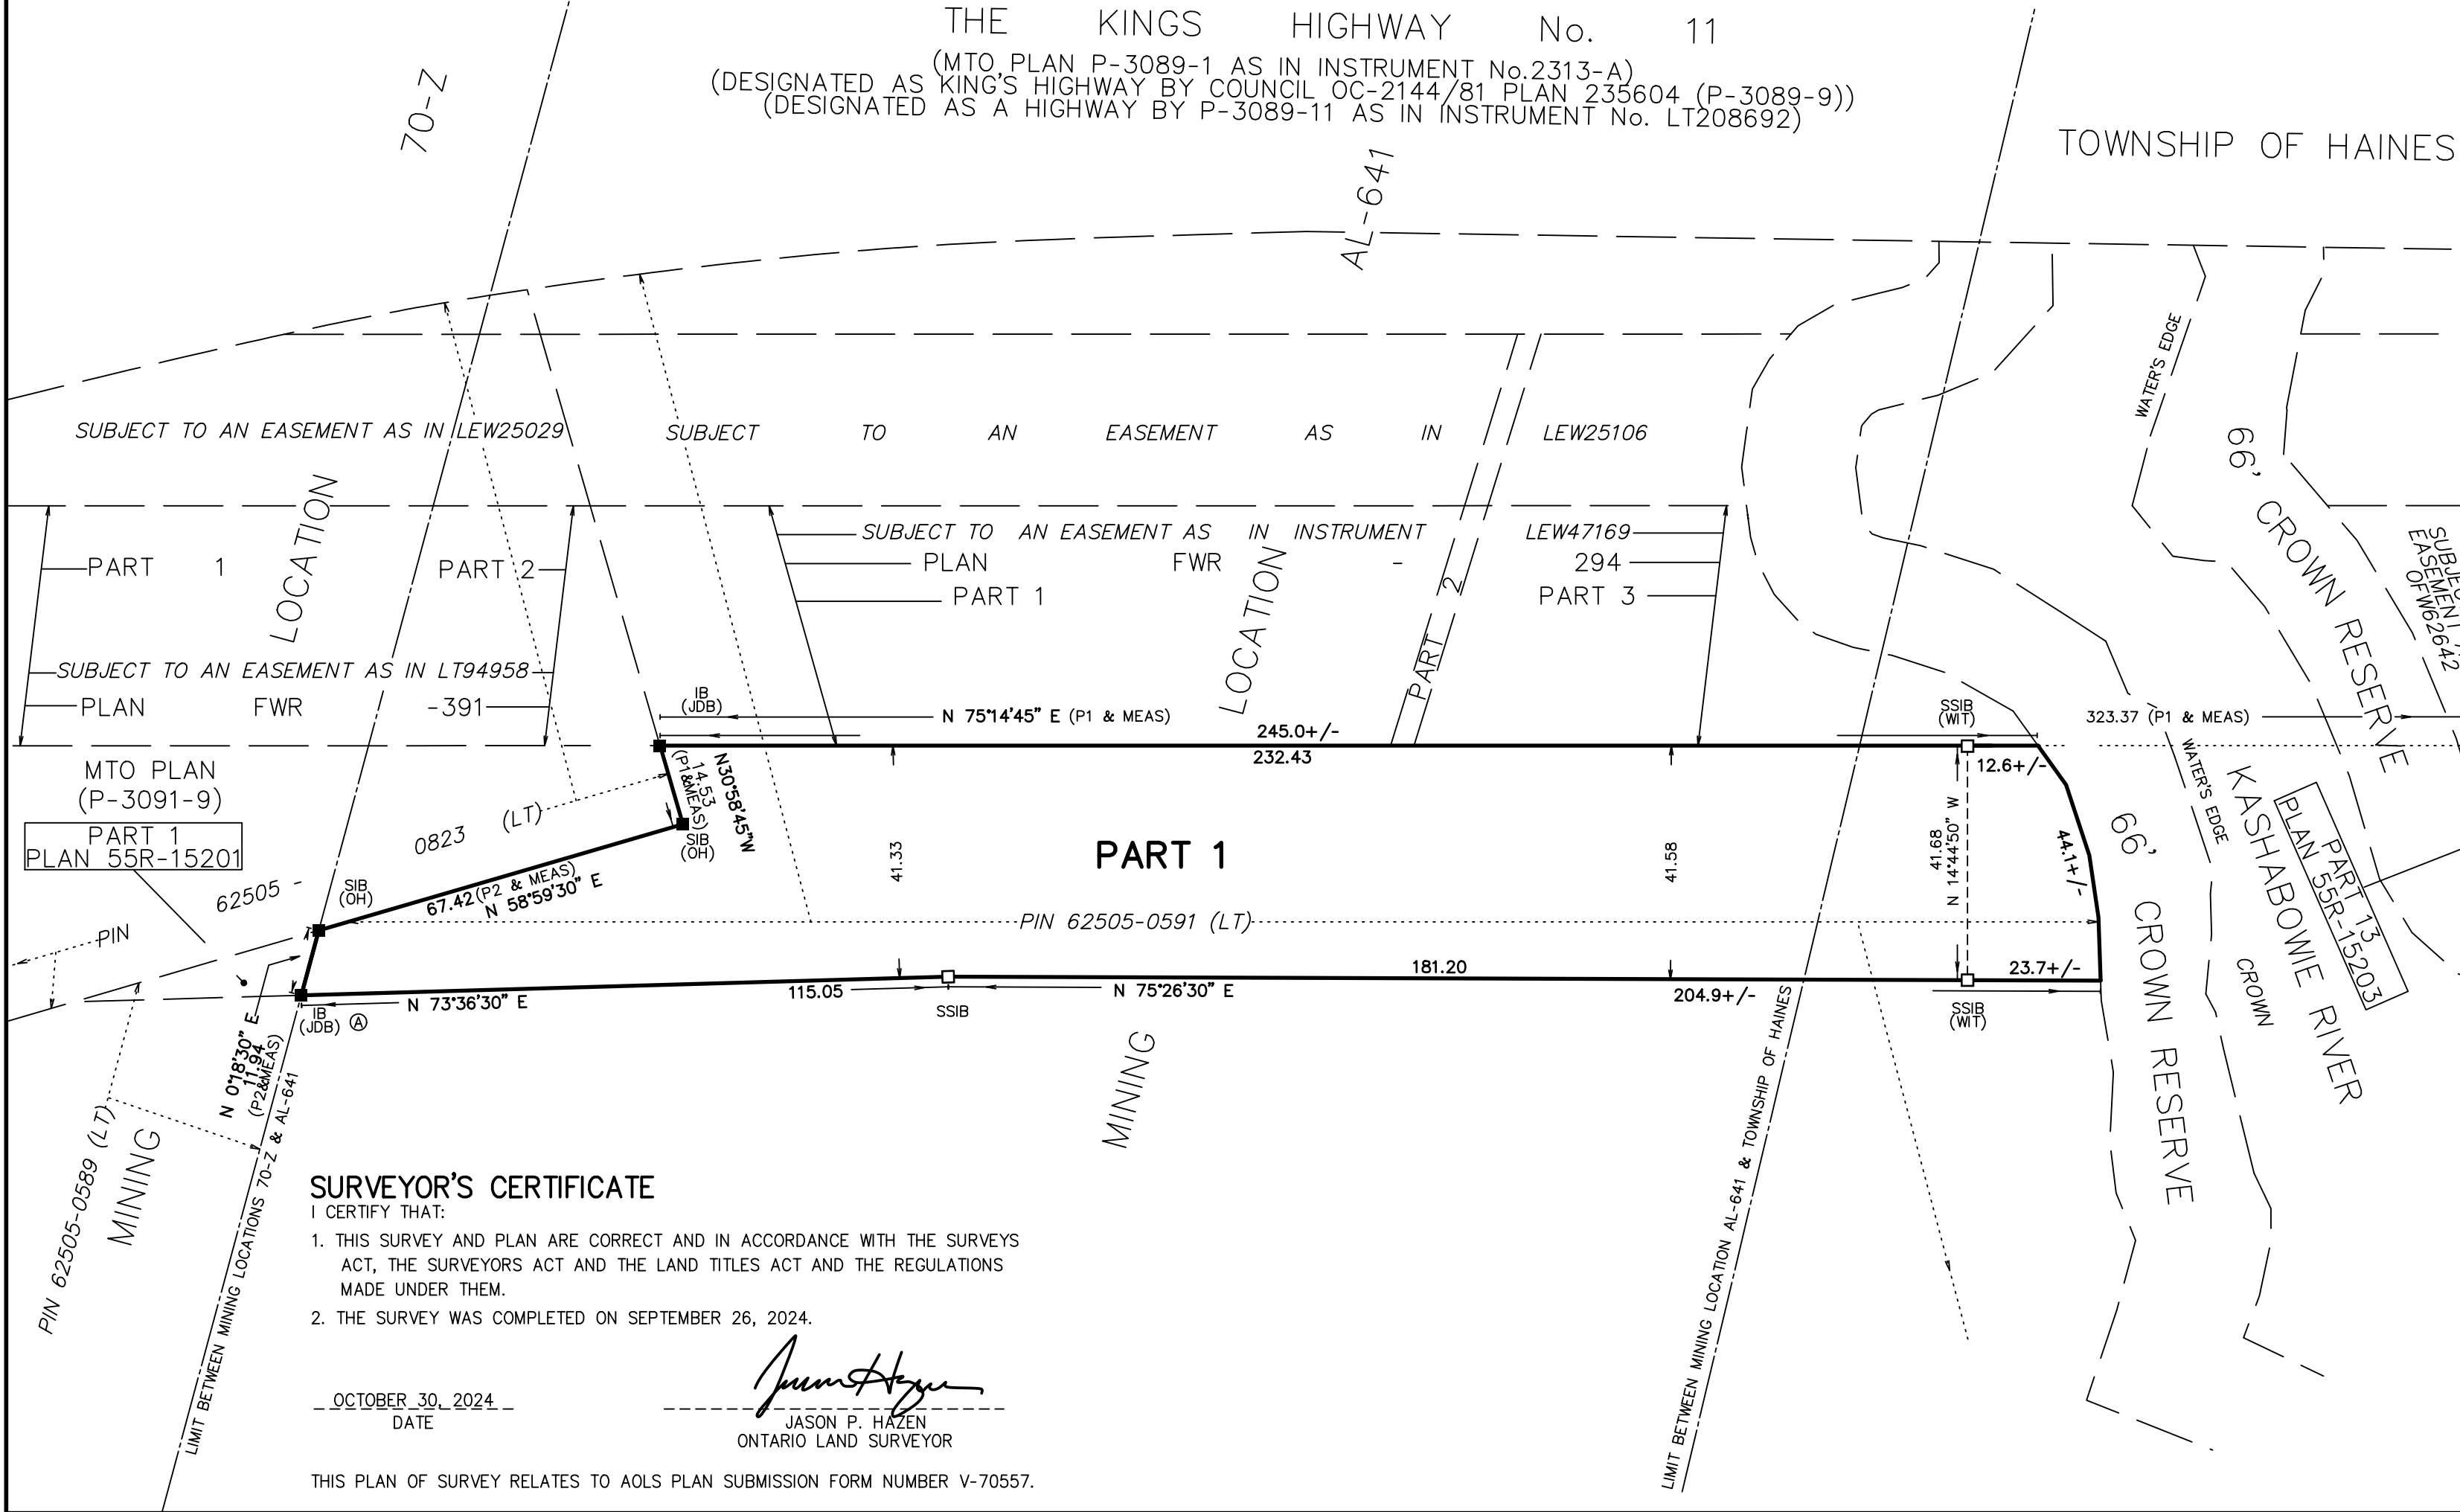 THE KINGS HIGHWAY No. 11
(MTO PLAN P-3089-1 AS IN INSTRUMENT No.2313-A)
(DESIGNATED AS KING'S HIGHWAY BY COUNCIL OC-2144/81 PLAN 235604 (P-3089-9))
(DESIGNATED AS A HIGHWAY BY P-3089-11 AS IN INSTRUMENT No. LT208692)
70-Z
AL-641
TOWNSHIP OF HAINES
WATER'S EDGE
66' CROWN RESERVE
SUBJECT TO AN EASEMENT AS IN LEW25029
SUBJECT TO AN EASEMENT AS IN LEW25106
LOCATION
SUBJECT TO AN EASEMENT AS IN INSTRUMENT LEW47169
PLAN FWR - 294
PART 1
PART 3
PART 2
LOCATION
PART 1
PART 2
SUBJECT TO AN EASEMENT AS IN LT94958
PLAN FWR -391
EASEMENT
OFW62642
IB
(JDB)
N 75°14'45" E (P1 & MEAS)
245.0+/-
232.43
SSIB
(WIT)
12.6+/-
323.37 (P1 & MEAS)
MTO PLAN
(P-3091-9)
PART 1
PLAN 55R-15201
N30°58'45"W
14.53
(P1&MEAS)
SIB
(OH)
PIN 62505 - 0823 (LT)
SIB
(OH)
67.42 (P2 & MEAS)
N 58°59'30" E
41.33
PART 1
41.58
41.68
N 14°44'50" W
44.1+/-
WATER'S EDGE
66' CROWN RESERVE
KASHABOWIE RIVER
CROWN
PART 13
PLAN 55R-15203
PIN 62505-0591 (LT)
181.20
23.7+/-
N 73°36'30" E
115.05
N 75°26'30" E
204.9+/-
IB
(JDB) Ⓐ
SSIB
SSIB
(WIT)
N 0°18'30" E
11.94
(P2&MEAS)
PIN 62505-0589 (LT)
MINING
MINING
LIMIT BETWEEN MINING LOCATIONS 70-Z & AL-641
LIMIT BETWEEN MINING LOCATION AL-641 & TOWNSHIP OF HAINES
SURVEYOR'S CERTIFICATE
I CERTIFY THAT:
1. THIS SURVEY AND PLAN ARE CORRECT AND IN ACCORDANCE WITH THE SURVEYS
ACT, THE SURVEYORS ACT AND THE LAND TITLES ACT AND THE REGULATIONS
MADE UNDER THEM.
2. THE SURVEY WAS COMPLETED ON SEPTEMBER 26, 2024.
OCTOBER 30, 2024
DATE
JASON P. HAZEN
ONTARIO LAND SURVEYOR
THIS PLAN OF SURVEY RELATES TO AOLS PLAN SUBMISSION FORM NUMBER V-70557.